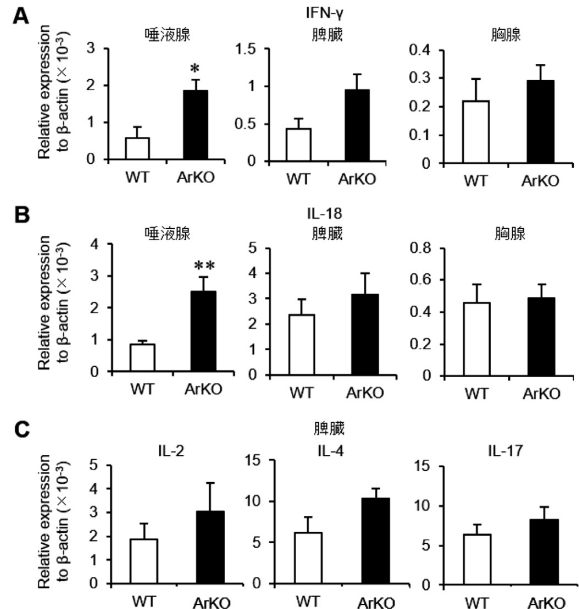 A
IFN-γ
唾液腺
脾臓
胸腺
Relative expression
to β-actin (×10-3)
3
2
1
0
*
WT
ArKO
1.5
1
0.5
0
WT
ArKO
0.4
0.3
0.2
0.1
0
WT
ArKO
B
IL-18
唾液腺
脾臓
胸腺
Relative expression
to β-actin (×10-3)
4
3
2
1
0
**
WT
ArKO
5
4
3
2
1
0
WT
ArKO
0.8
0.6
0.4
0.2
0
WT
ArKO
C
脾臓
IL-2
IL-4
IL-17
Relative expression
to β-actin (×10-3)
5
4
3
2
1
0
WT
ArKO
15
10
5
0
WT
ArKO
15
10
5
0
WT
ArKO